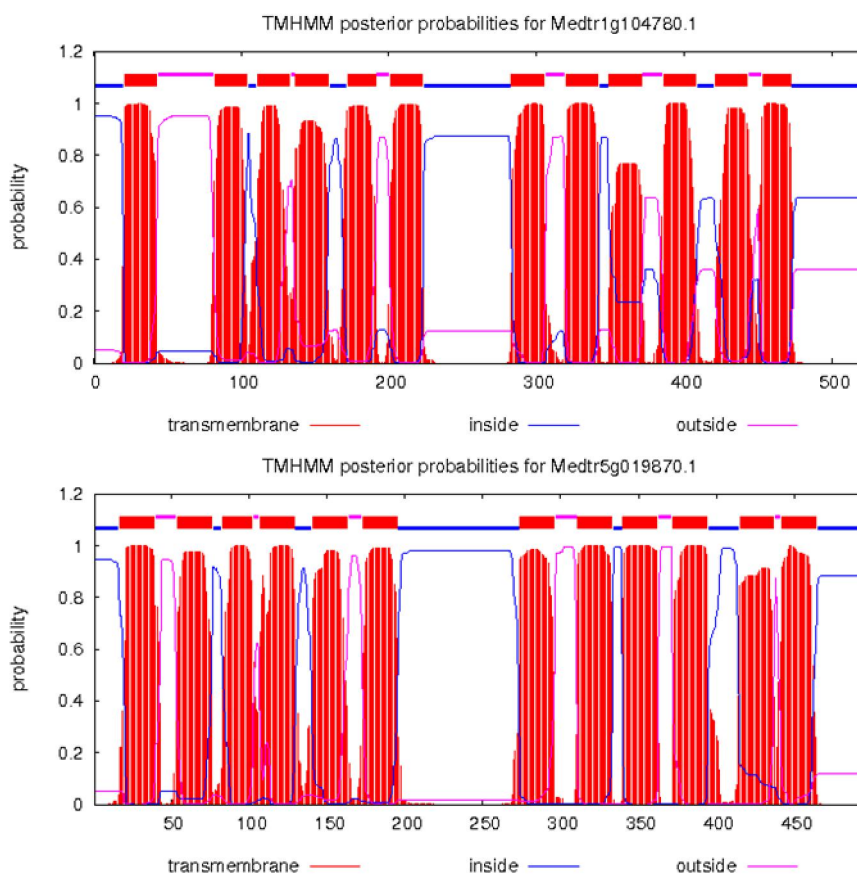 TMHMM posterior probabilities for Medtr1g104780.1
1.2
1
0.8
0.6
0.4
0.2
0
probability
0 100 200 300 400 500
transmembrane inside outside
TMHMM posterior probabilities for Medtr5g019870.1
1.2
1
0.8
0.6
0.4
0.2
0
probability
50 100 150 200 250 300 350 400 450
transmembrane inside outside